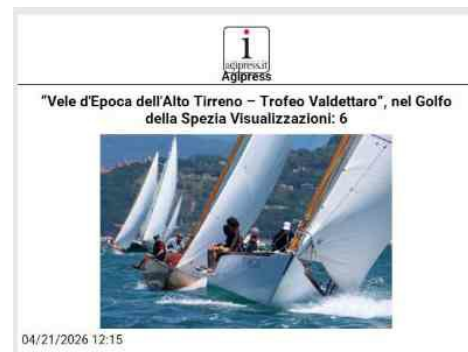 i
agipress.it
Agipress
"Vele d'Epoca dell'Alto Tirreno – Trofeo Valdettaro", nel Golfo
della Spezia Visualizzazioni: 6
04/21/2026 12:15